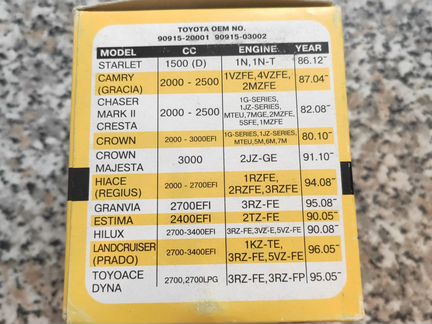 TOYOTA OEM NO.
90915-20001 90915-03002
MODEL CC ENGINE YEAR
STARLET 1500 (D) 1N, 1N-T 86.12~
CAMRY (GRACIA) 2000 - 2500 1VZFE, 4VZFE, 2MZFE 87.04~
CHASER MARK II CRESTA 2000 - 2500 1G-SERIES, 1JZ-SERIES, MTEU, 7MGE, 2MZFE, 5SFE, 1MZFE 82.08~
CROWN 2000 - 3000EFI 1G-SERIES, 1JZ-SERIES, MTEU, 5M, 6M, 7M 80.10~
CROWN MAJESTA 3000 2JZ-GE 91.10~
HIACE (REGIUS) 2000 - 2700EFI 1RZFE, 2RZFE, 3RZFE 94.08~
GRANVIA 2700EFI 3RZ-FE 95.08~
ESTIMA 2400EFI 2TZ-FE 90.05~
HILUX 2700-3400EFI 3RZ-FE, 3VZ-E, 5VZ-FE 90.08~
LANDCRUISER (PRADO) 2700-3400EFI 1KZ-TE, 3RZ-FE, 5VZ-FE 96.05~
TOYOACE DYNA 2700,2700LPG 3RZ-FE, 3RZ-FP 95.05~